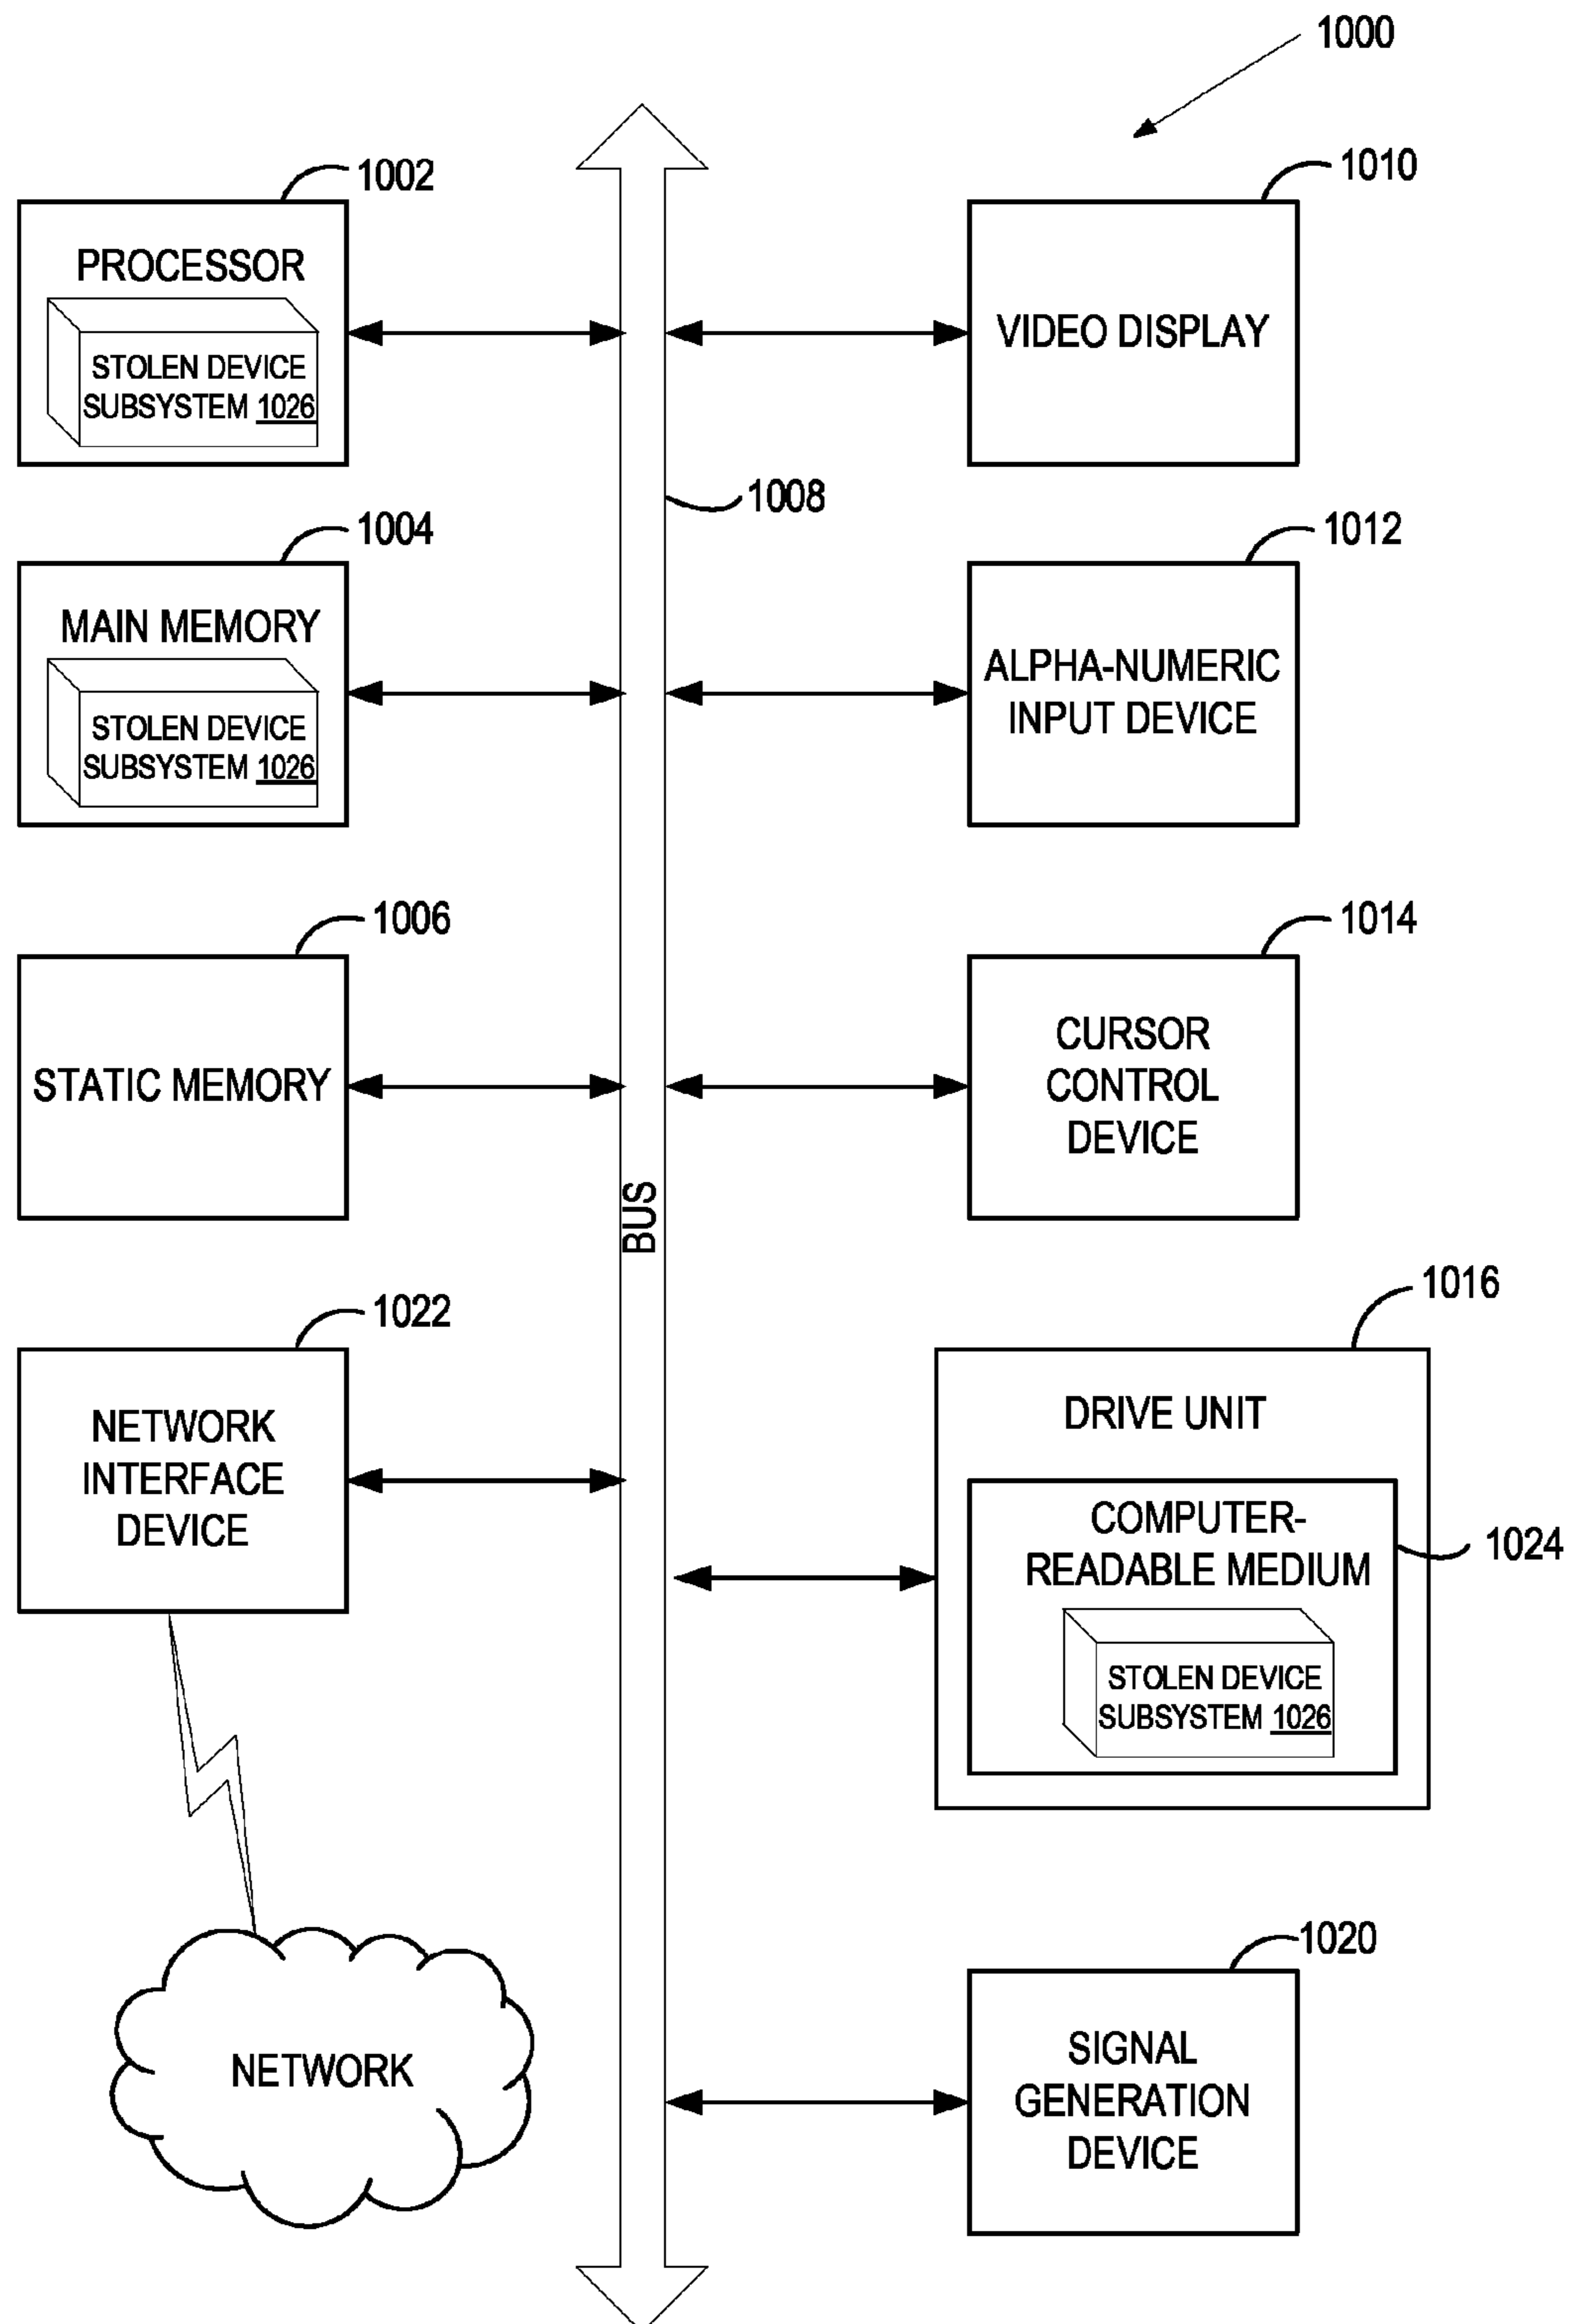 1000
1002
PROCESSOR
STOLEN DEVICE
SUBSYSTEM 1026
1010
VIDEO DISPLAY
1008
1004
MAIN MEMORY
STOLEN DEVICE
SUBSYSTEM 1026
1012
ALPHA-NUMERIC
INPUT DEVICE
1006
STATIC MEMORY
1014
CURSOR
CONTROL
DEVICE
BUS
1022
NETWORK
INTERFACE
DEVICE
1016
DRIVE UNIT
COMPUTER-
READABLE MEDIUM
1024
STOLEN DEVICE
SUBSYSTEM 1026
NETWORK
1020
SIGNAL
GENERATION
DEVICE